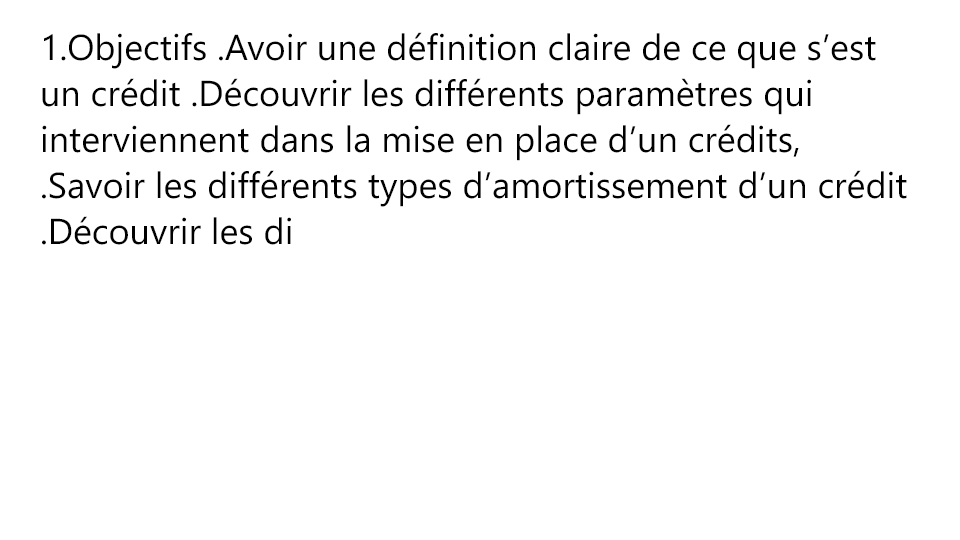 1.Objectifs .Avoir une définition claire de ce que s’est
un crédit .Découvrir les différents paramètres qui
interviennent dans la mise en place d’un crédits,
.Savoir les différents types d’amortissement d’un crédit
.Découvrir les di